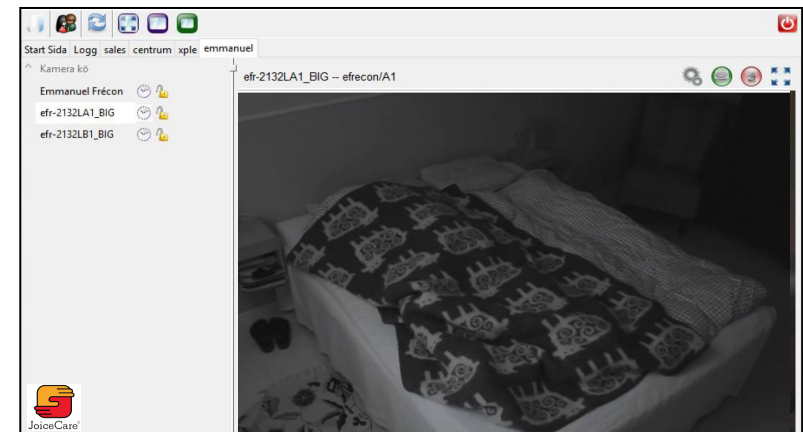 Start Sida Logg sales centrum xple emmanuel
Kamera kö
Emmanuel Frécon
efr-2132LA1_BIG
efr-2132LB1_BIG
efr-2132LA1_BIG -- efrecon/A1
JoiceCare